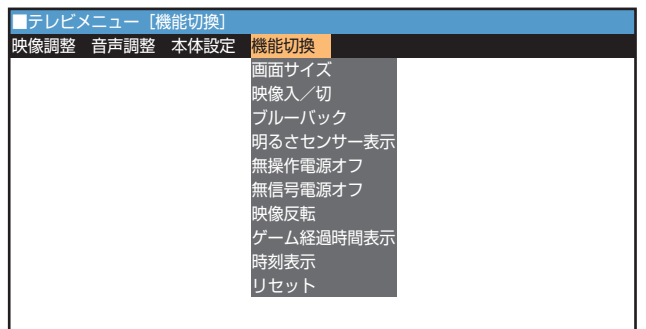 ■テレビメニュー［機能切換］
映像調整 音声調整 本体設定 機能切換
画面サイズ
映像入／切
ブルーバック
明るさセンサー表示
無操作電源オフ
無信号電源オフ
映像反転
ゲーム経過時間表示
時刻表示
リセット